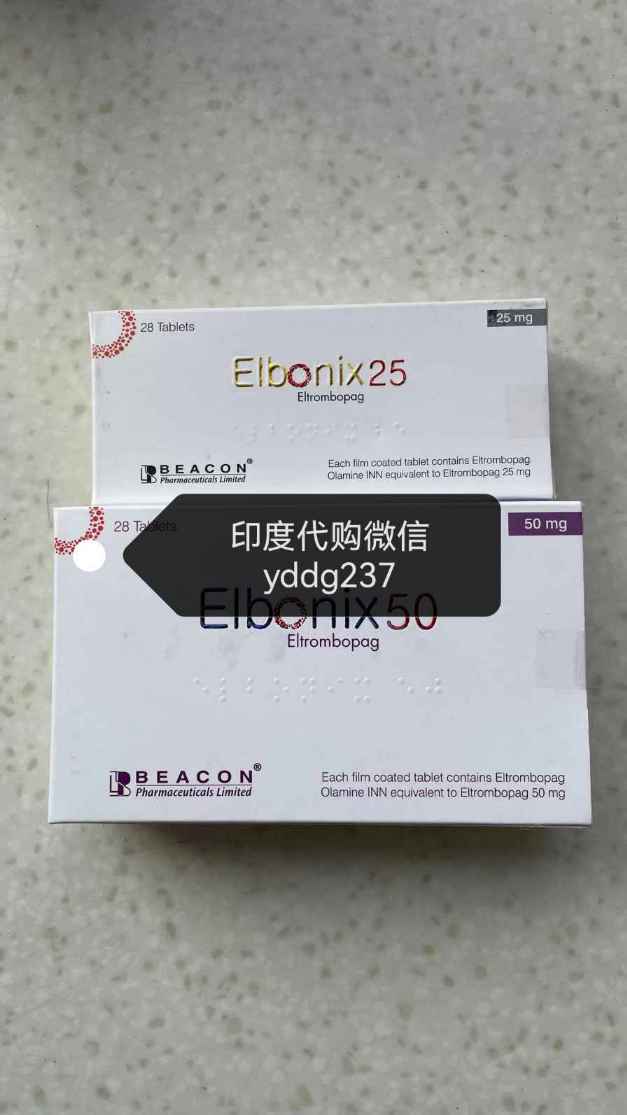 28 Tablets
25 mg
Elbonix25
Eltrombopag
BEACON®
Pharmaceuticals Limited
Each film coated tablet contains Eltrombopag
Olamine INN equivalent to Eltrombopag 25 mg
28 Tablets
50 mg
印度代购微信
yddg237
Elbonix50
Eltrombopag
BEACON®
Pharmaceuticals Limited
Each film coated tablet contains Eltrombopag
Olamine INN equivalent to Eltrombopag 50 mg